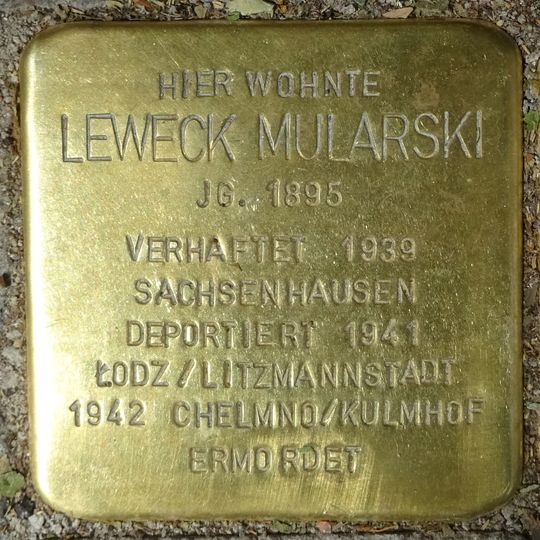 HIER WOHNTE
LEWECK MULARSKI
JG. 1895
VERHAFTET 1939
SACHSENHAUSEN
DEPORTIERT 1941
ŁODZ/LITZMANNSTADT
1942 CHELMNO/KULMHOF
ERMORDET